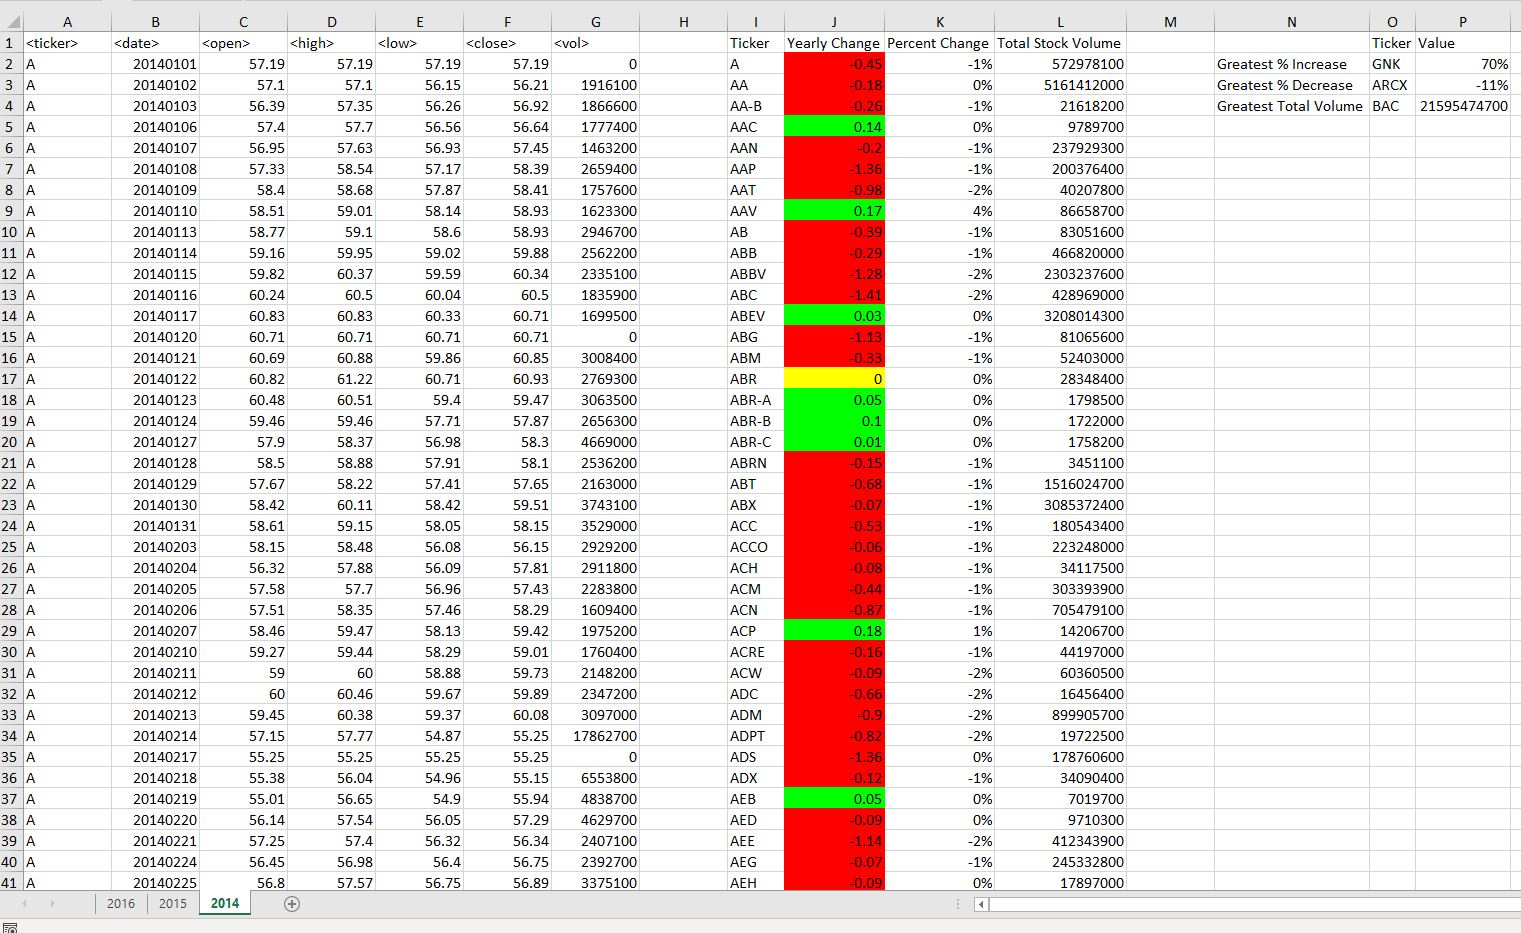 A B C D E F G H I J K L M N O P
1 <ticker> <date> <open> <high> <low> <close> <vol> Ticker Yearly Change Percent Change Total Stock Volume Ticker Value
2 A 20140101 57.19 57.19 57.19 57.19 0 A -0.45 -1% 572978100 Greatest % Increase GNK 70%
3 A 20140102 57.1 57.1 56.15 56.21 1916100 AA -0.18 0% 5161412000 Greatest % Decrease ARCX -11%
4 A 20140103 56.39 57.35 56.26 56.92 1866600 AA-B -0.26 -1% 21618200 Greatest Total Volume BAC 21595474700
5 A 20140106 57.4 57.7 56.56 56.64 1777400 AAC 0.14 0% 9789700
6 A 20140107 56.95 57.63 56.93 57.45 1463200 AAN -0.2 -1% 237929300
7 A 20140108 57.33 58.54 57.17 58.39 2659400 AAP -1.36 -1% 200376400
8 A 20140109 58.4 58.68 57.87 58.41 1757600 AAT -0.98 -2% 40207800
9 A 20140110 58.51 59.01 58.14 58.93 1623300 AAV 0.17 4% 86658700
10 A 20140113 58.77 59.1 58.6 58.93 2946700 AB -0.39 -1% 83051600
11 A 20140114 59.16 59.95 59.02 59.88 2562200 ABB -0.29 -1% 466820000
12 A 20140115 59.82 60.37 59.59 60.34 2335100 ABBV -1.28 -2% 2303237600
13 A 20140116 60.24 60.5 60.04 60.5 1835900 ABC -1.41 -2% 428969000
14 A 20140117 60.83 60.83 60.33 60.71 1699500 ABEV 0.03 0% 3208014300
15 A 20140120 60.71 60.71 60.71 60.71 0 ABG -1.13 -1% 81065600
16 A 20140121 60.69 60.88 59.86 60.85 3008400 ABM -0.33 -1% 52403000
17 A 20140122 60.82 61.22 60.71 60.93 2769300 ABR 0 0% 28348400
18 A 20140123 60.48 60.51 59.4 59.47 3063500 ABR-A 0.05 0% 1798500
19 A 20140124 59.46 59.46 57.71 57.87 2656300 ABR-B 0.1 0% 1722000
20 A 20140127 57.9 58.37 56.98 58.3 4669000 ABR-C 0.01 0% 1758200
21 A 20140128 58.5 58.88 57.91 58.1 2536200 ABRN -0.15 -1% 3451100
22 A 20140129 57.67 58.22 57.41 57.65 2163000 ABT -0.68 -1% 1516024700
23 A 20140130 58.42 60.11 58.42 59.51 3743100 ABX -0.07 -1% 3085372400
24 A 20140131 58.61 59.15 58.05 58.15 3529000 ACC -0.53 -1% 180543400
25 A 20140203 58.15 58.48 56.08 56.15 2929200 ACCO -0.06 -1% 223248000
26 A 20140204 56.32 57.88 56.09 57.81 2911800 ACH -0.08 -1% 34117500
27 A 20140205 57.58 57.7 56.96 57.43 2283800 ACM -0.44 -1% 303393900
28 A 20140206 57.51 58.35 57.46 58.29 1609400 ACN -0.87 -1% 705479100
29 A 20140207 58.46 59.47 58.13 59.42 1975200 ACP 0.18 1% 14206700
30 A 20140210 59.27 59.44 58.29 59.01 1760400 ACRE -0.16 -1% 44197000
31 A 20140211 59 60 58.88 59.73 2148200 ACW -0.09 -2% 60360500
32 A 20140212 60 60.46 59.67 59.89 2347200 ADC -0.66 -2% 16456400
33 A 20140213 59.45 60.38 59.37 60.08 3097000 ADM -0.9 -2% 899905700
34 A 20140214 57.15 57.77 54.87 55.25 17862700 ADPT -0.82 -2% 19722500
35 A 20140217 55.25 55.25 55.25 55.25 0 ADS -1.36 0% 178760600
36 A 20140218 55.38 56.04 54.96 55.15 6553800 ADX -0.12 -1% 34090400
37 A 20140219 55.01 56.65 54.9 55.94 4838700 AEB 0.05 0% 7019700
38 A 20140220 56.14 57.54 56.05 57.29 4629700 AED -0.09 0% 9710300
39 A 20140221 57.25 57.4 56.32 56.34 2407100 AEE -1.14 -2% 412343900
40 A 20140224 56.45 56.98 56.4 56.75 2392700 AEG -0.07 -1% 245332800
41 A 20140225 56.8 57.57 56.75 56.89 3375100 AEH -0.09 0% 17897000
2016 2015 2014